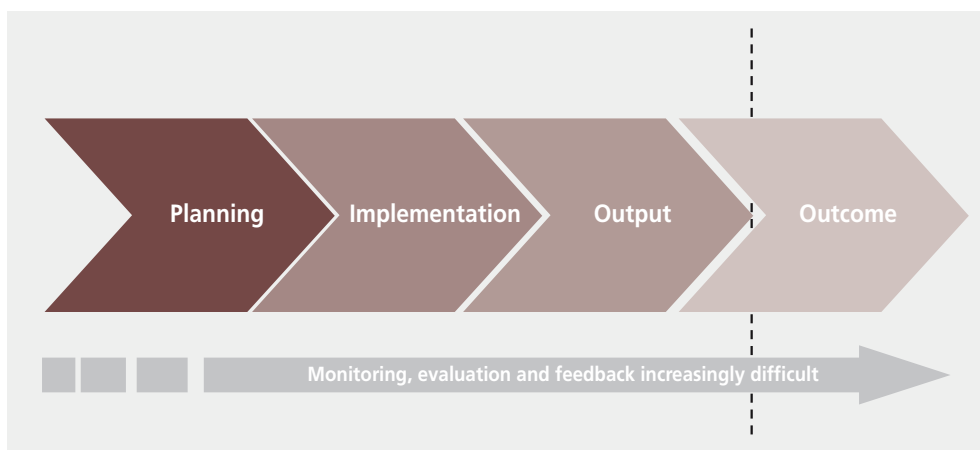 Planning
Implementation
Output
Outcome
Monitoring, evaluation and feedback increasingly difficult